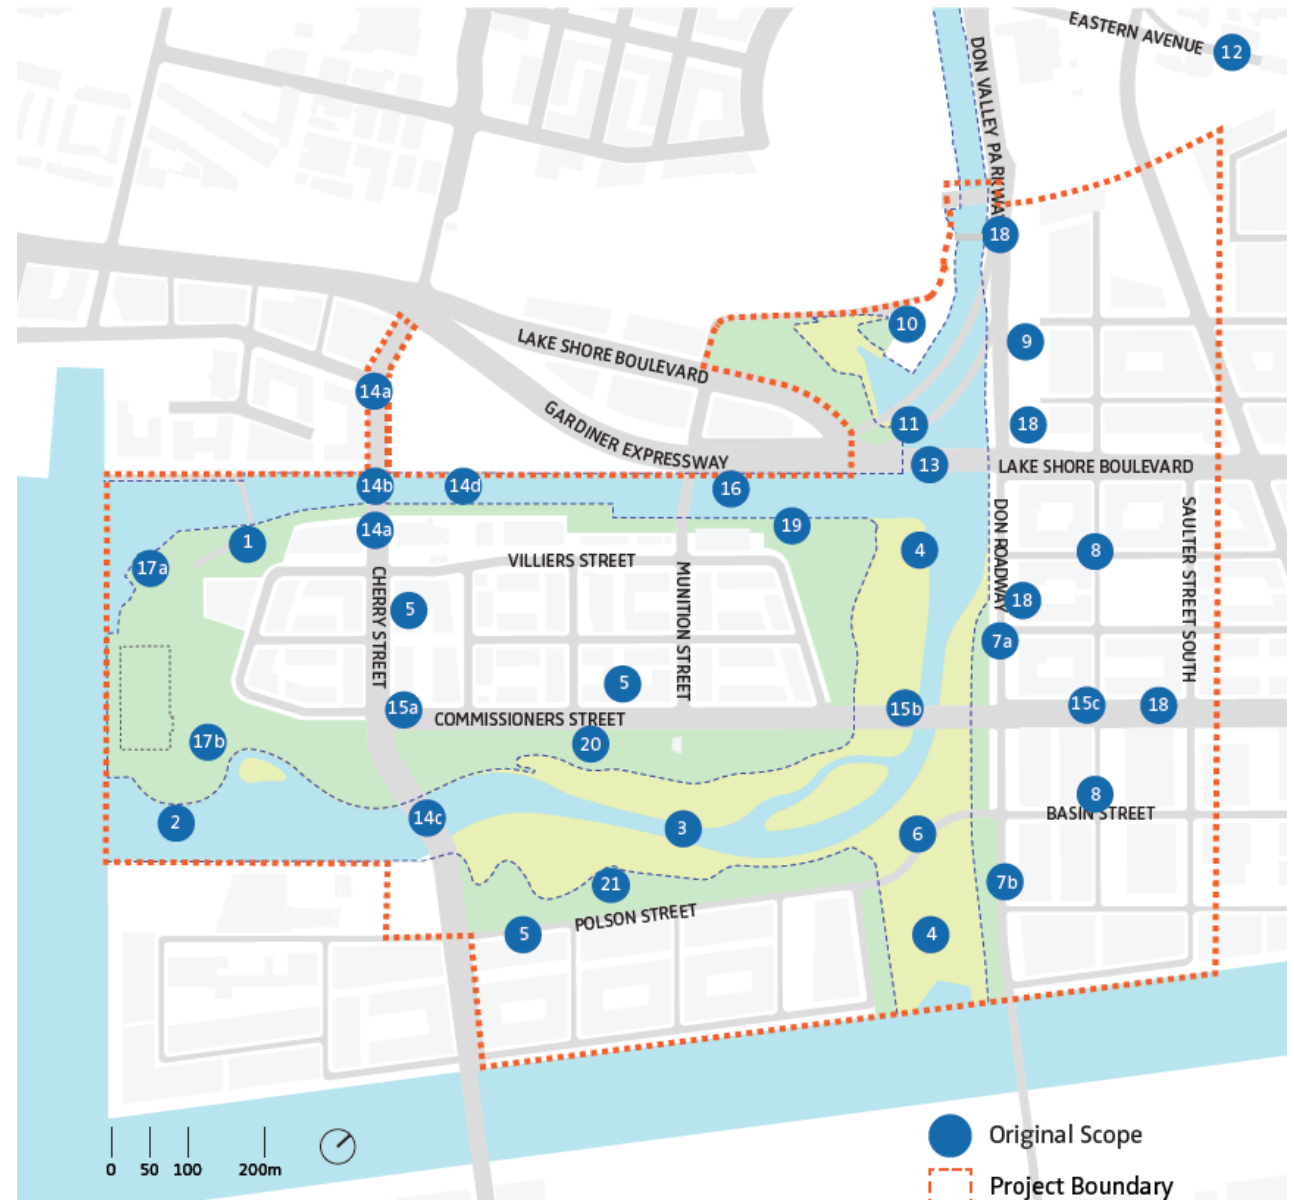 EASTERN AVENUE
12
DON VALLEY PARKWAY
18
10
9
LAKE SHORE BOULEVARD
14a
GARDINER EXPRESSWAY
11
18
13
LAKE SHORE BOULEVARD
14b
14d
16
14a
19
1
17a
VILLIERS STREET
4
8
DON ROADWAY
SAULTER STREET SOUTH
CHERRY STREET
MUNITION STREET
5
18
7a
5
15a
COMMISSIONERS STREET
15b
15c
18
17b
20
2
14c
3
6
8
BASIN STREET
21
7b
5
POLSON STREET
4
0 50 100 200m
Original Scope
Project Boundary